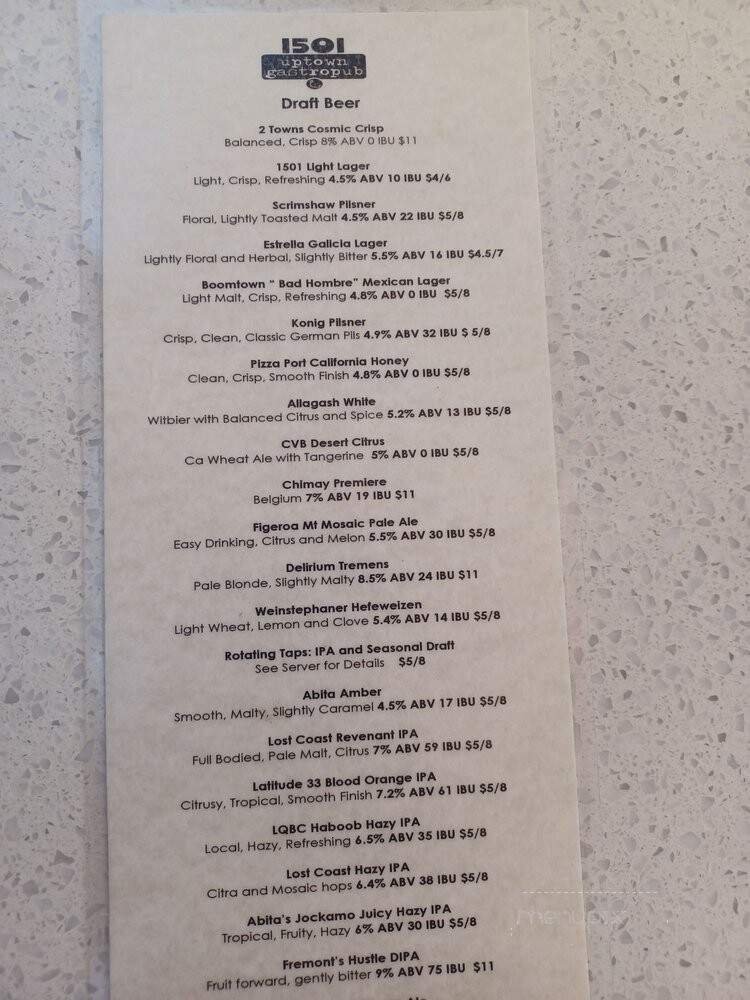 1501
uptown
gastropub
Draft Beer
2 Towns Cosmic Crisp
Balanced, Crisp 8% ABV 0 IBU $11
1501 Light Lager
Light, Crisp, Refreshing 4.5% ABV 10 IBU $4/6
Scrimshaw Pilsner
Floral, Lightly Toasted Malt 4.5% ABV 22 IBU $5/8
Estrella Galicia Lager
Lightly Floral and Herbal, Slightly Bitter 5.5% ABV 16 IBU $4.5/7
Boomtown " Bad Hombre" Mexican Lager
Light Malt, Crisp, Refreshing 4.8% ABV 0 IBU $5/8
Konig Pilsner
Crisp, Clean, Classic German Pils 4.9% ABV 32 IBU $ 5/8
Pizza Port California Honey
Clean, Crisp, Smooth Finish 4.8% ABV 0 IBU $5/8
Allagash White
Witbier with Balanced Citrus and Spice 5.2% ABV 13 IBU $5/8
CVB Desert Citrus
Ca Wheat Ale with Tangerine 5% ABV 0 IBU $5/8
Chimay Premiere
Belgium 7% ABV 19 IBU $11
Figeroa Mt Mosaic Pale Ale
Easy Drinking, Citrus and Melon 5.5% ABV 30 IBU $5/8
Delirium Tremens
Pale Blonde, Slightly Malty 8.5% ABV 24 IBU $11
Weinstephaner Hefeweizen
Light Wheat, Lemon and Clove 5.4% ABV 14 IBU $5/8
Rotating Taps: IPA and Seasonal Draft
See Server for Details $5/8
Abita Amber
Smooth, Malty, Slightly Caramel 4.5% ABV 17 IBU $5/8
Lost Coast Revenant IPA
Full Bodied, Pale Malt, Citrus 7% ABV 59 IBU $5/8
Latitude 33 Blood Orange IPA
Citrusy, Tropical, Smooth Finish 7.2% ABV 61 IBU $5/8
LQBC Haboob Hazy IPA
Local, Hazy, Refreshing 6.5% ABV 35 IBU $5/8
Lost Coast Hazy IPA
Citra and Mosaic hops 6.4% ABV 38 IBU $5/8
Abita's Jockamo Juicy Hazy IPA
Tropical, Fruity, Hazy 6% ABV 30 IBU $5/8
Fremont's Hustle DIPA
Fruit forward, gently bitter 9% ABV 75 IBU $11